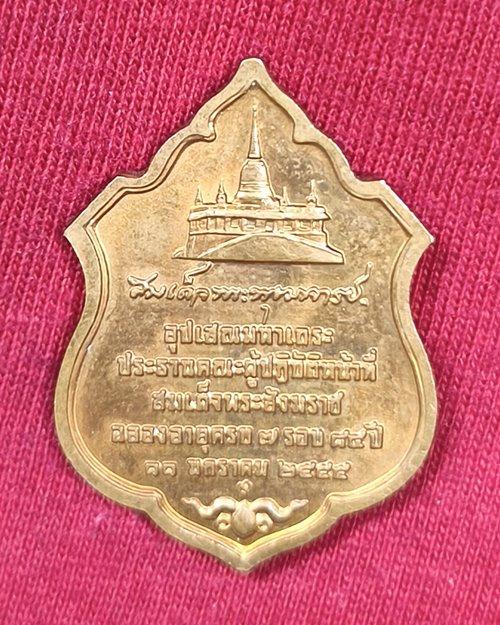 สมเด็จพระพุฒาจารย์
อุปเสณมหาเถระ
ประธานคณะผู้ปฏิบัติหน้าที่
สมเด็จพระสังฆราช
ฉลองอายุครบ ๗ รอบ ๘๔ ปี
๑๑ มกราคม ๒๕๕๕